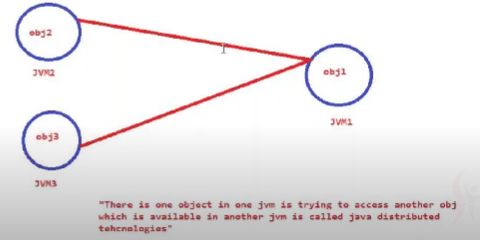 obj2
JVM2
obj1
JVM1
obj3
JVM3
"There is one object in one jvm is trying to access another obj
which is available in another jvm is called java distributed
tehcnologies"